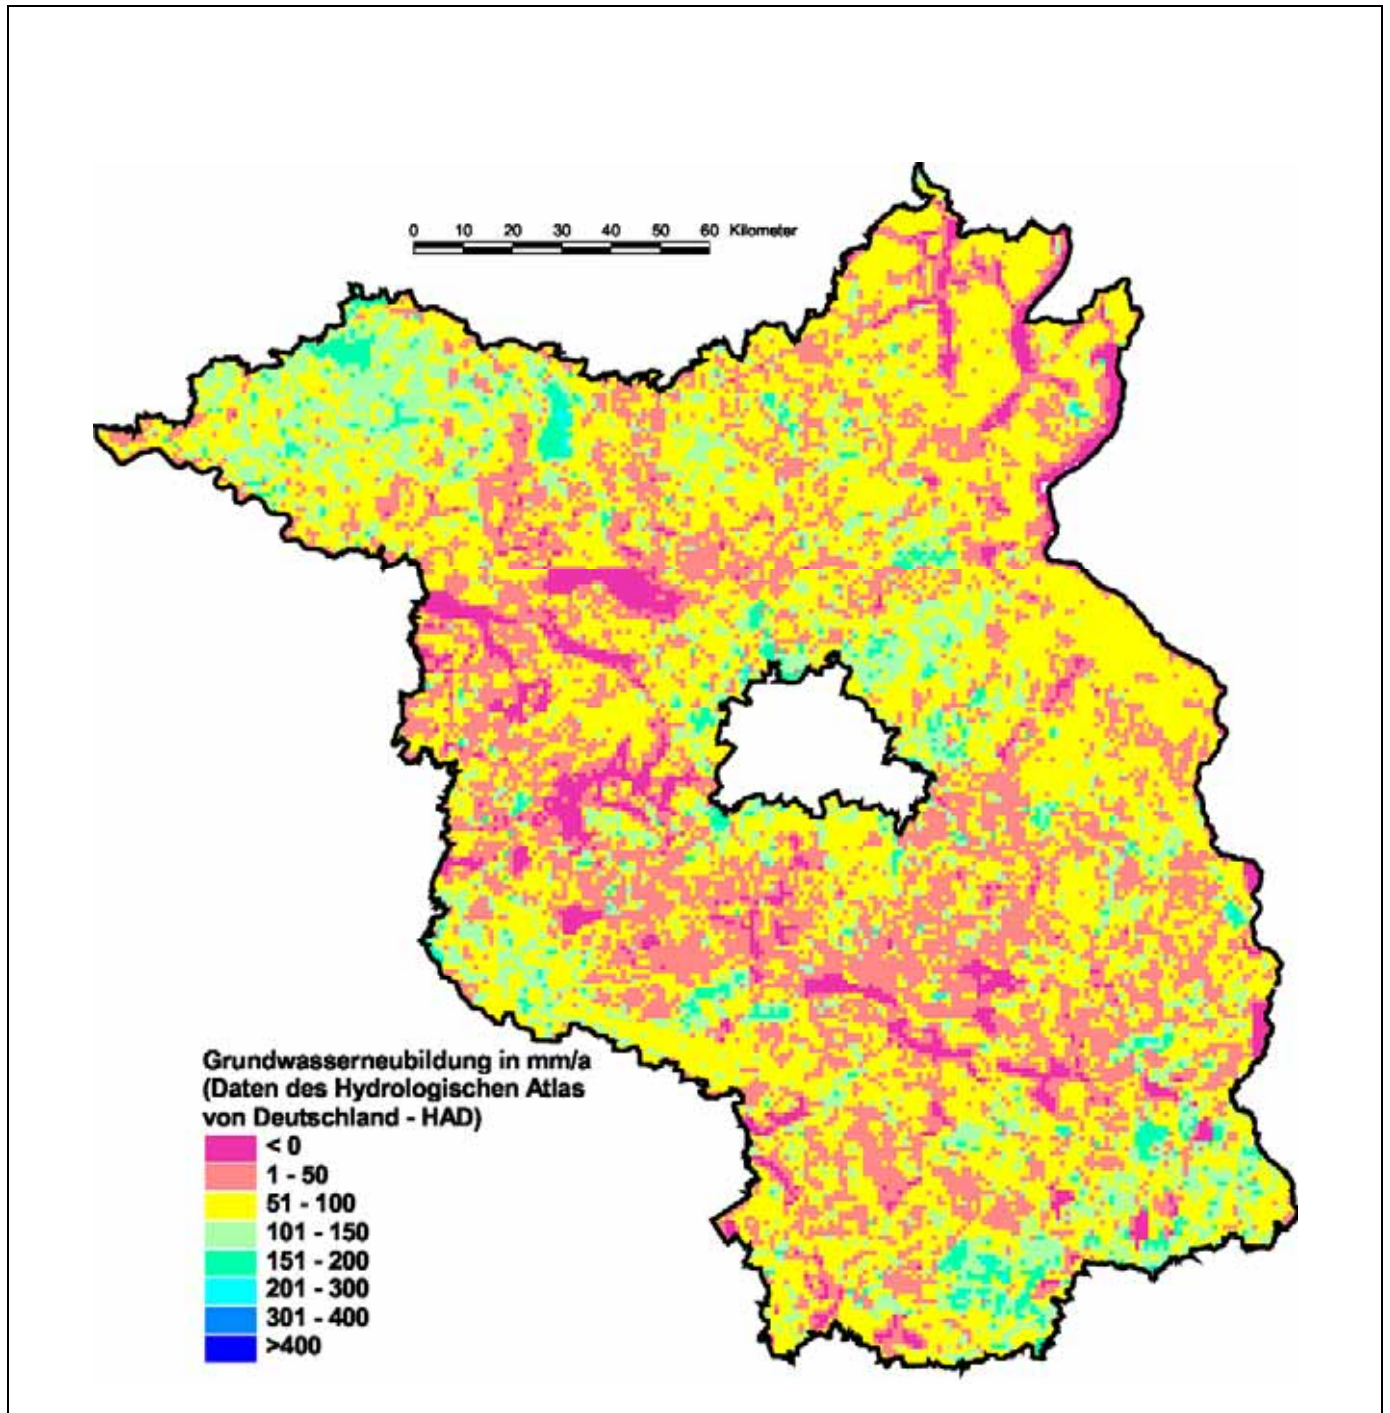 0 10 20 30 40 50 60 Kilometer
Grundwasserneubildung in mm/a
(Daten des Hydrologischen Atlas
von Deutschland - HAD)
< 0
1 - 50
51 - 100
101 - 150
151 - 200
201 - 300
301 - 400
>400